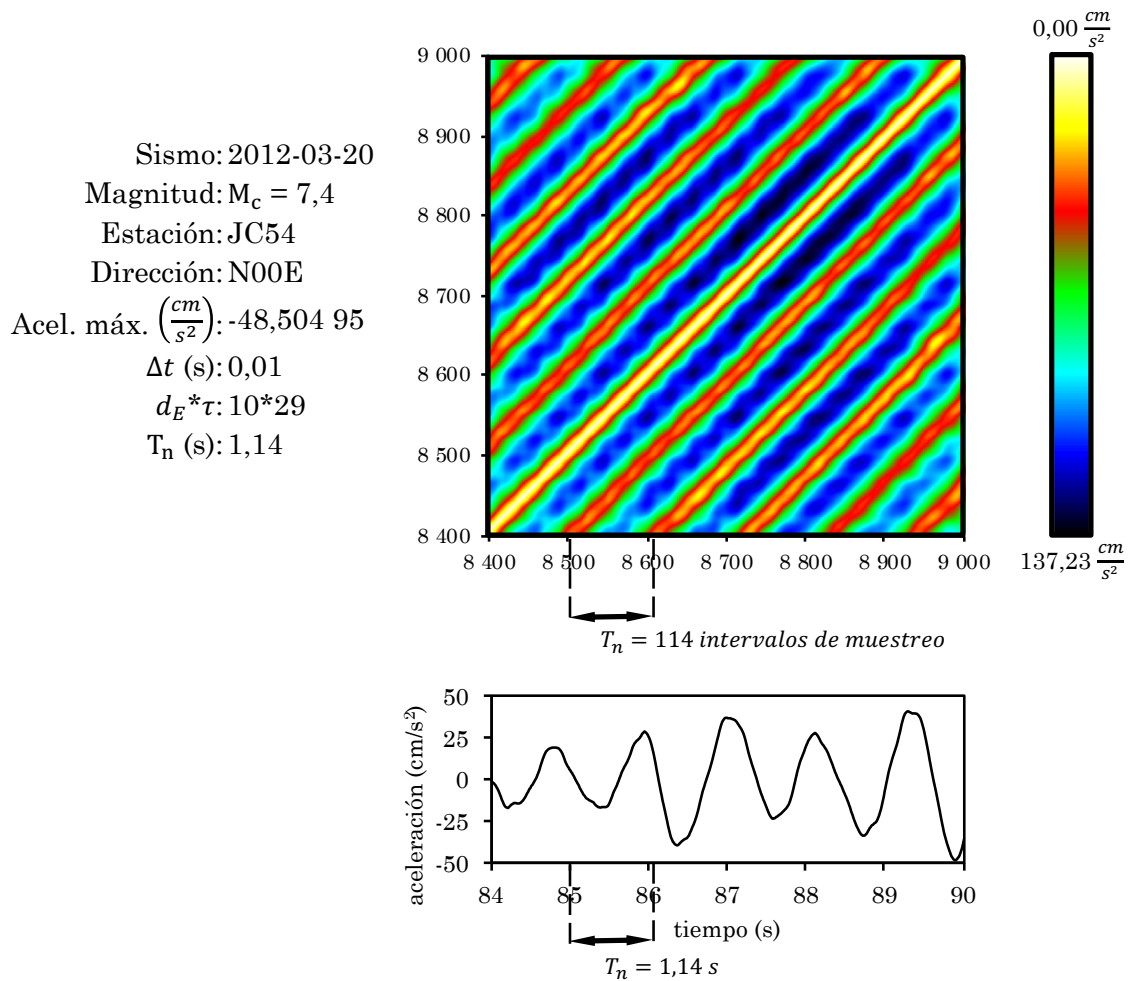 Sismo: 2012-03-20
Magnitud: M_c = 7,4
Estación: JC54
Dirección: N00E
Acel. máx. (cm/s²): -48,504 95
Δt (s): 0,01
d_E*τ: 10*29
T_n (s): 1,14
9 000
8 900
8 800
8 700
8 600
8 500
8 400
8 400 8 500 8 600 8 700 8 800 8 900 9 000
0,00 cm/s²
137,23 cm/s²
T_n = 114 intervalos de muestreo
aceleración (cm/s²)
50
25
0
-25
-50
84 85 86 87 88 89 90
tiempo (s)
T_n = 1,14 s